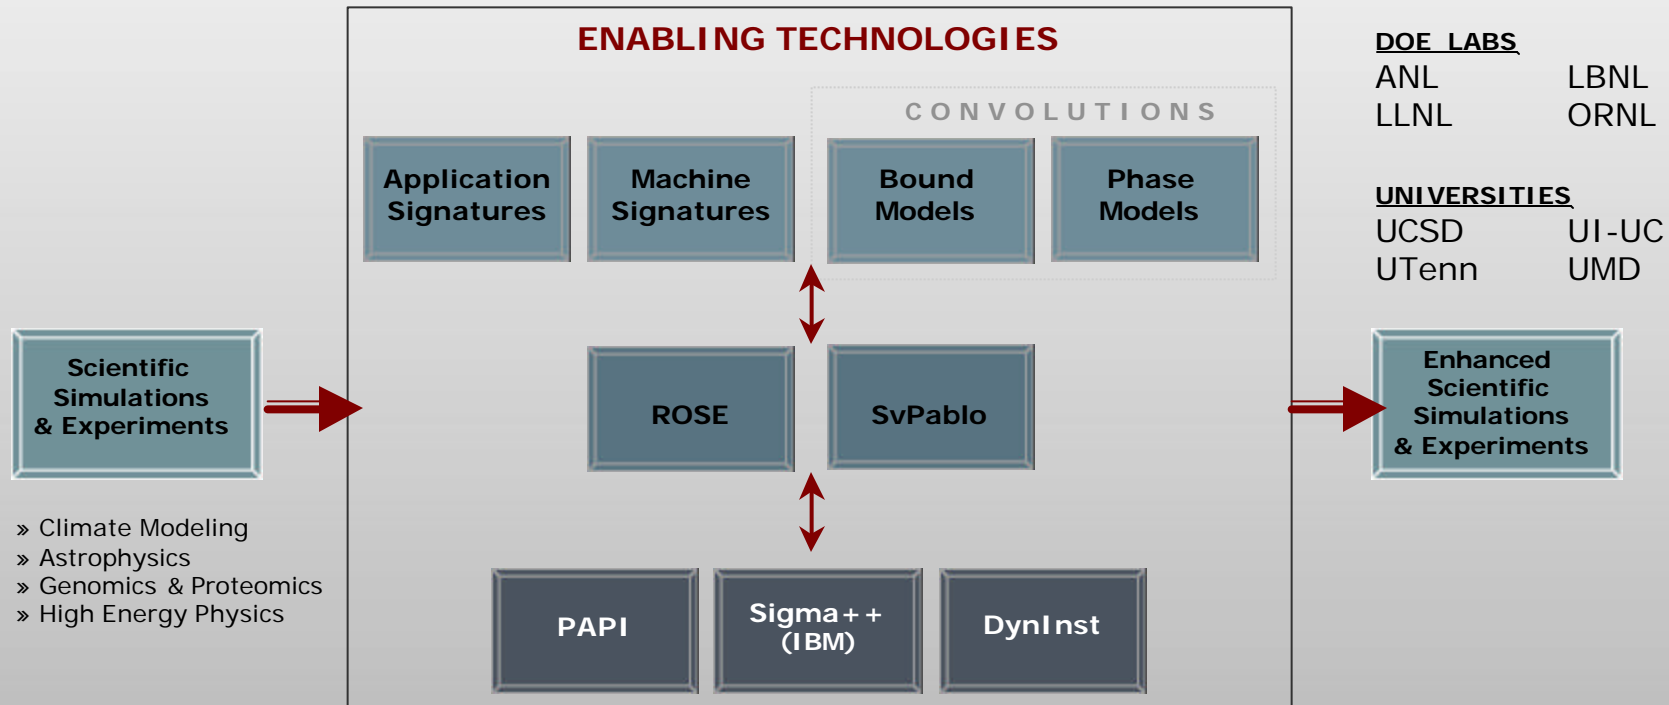 ENABLING TECHNOLOGIES
CONVOLUTIONS
Application
Signatures
Machine
Signatures
Bound
Models
Phase
Models
ROSE
SvPablo
PAPI
Sigma++
(IBM)
DynInst
Scientific
Simulations
& Experiments
» Climate Modeling
» Astrophysics
» Genomics & Proteomics
» High Energy Physics
DOE LABS
ANL LBNL
LLNL ORNL
UNIVERSITIES
UCSD UI-UC
UTenn UMD
Enhanced
Scientific
Simulations
& Experiments